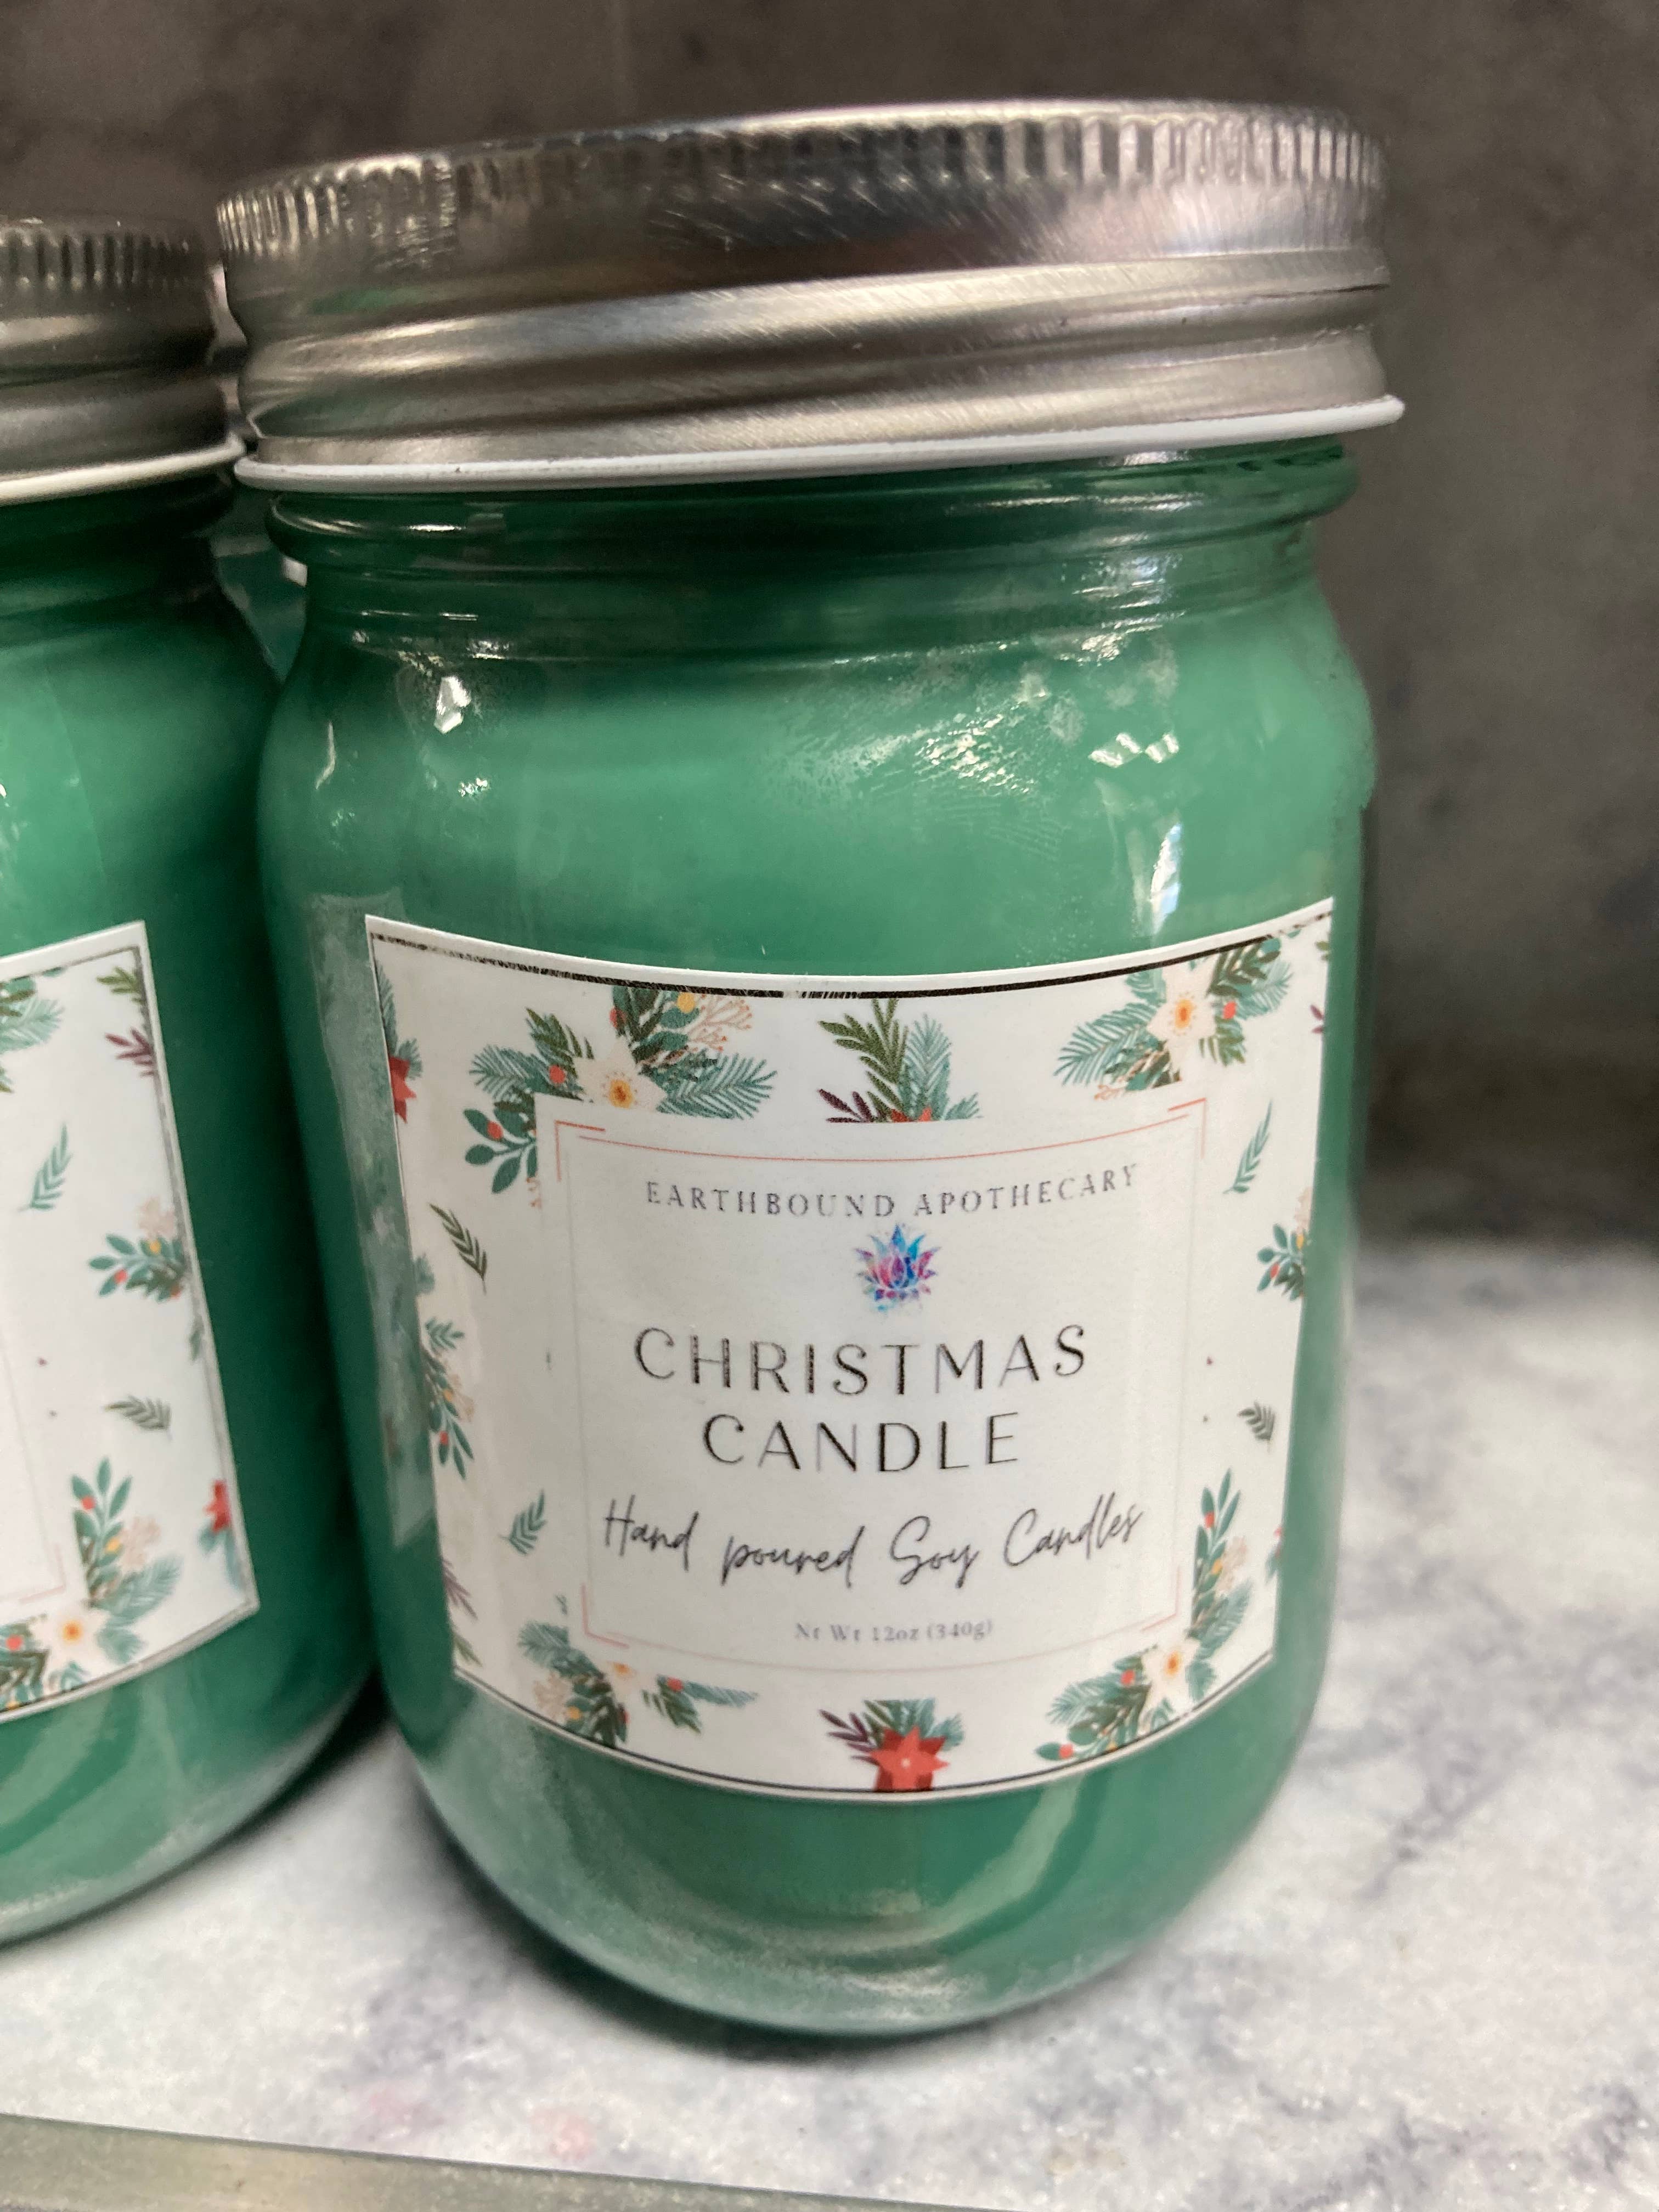 EARTHBOUND APOTHECARY
CHRISTMAS
CANDLE
Hand poured Soy Candles
Nt Wt 12oz (340g)